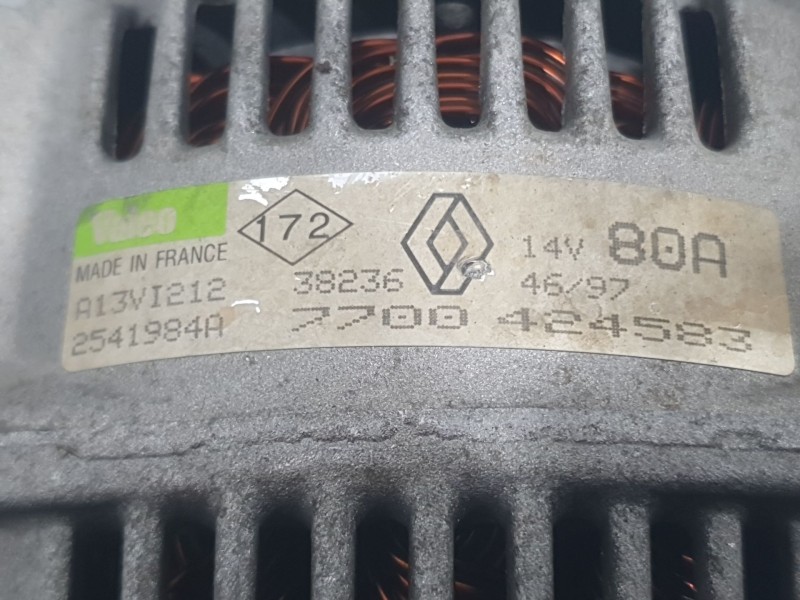 Valeo
MADE IN FRANCE
172
14V 80A
A13VI212 38236 46/97
2541984A 7700 424583